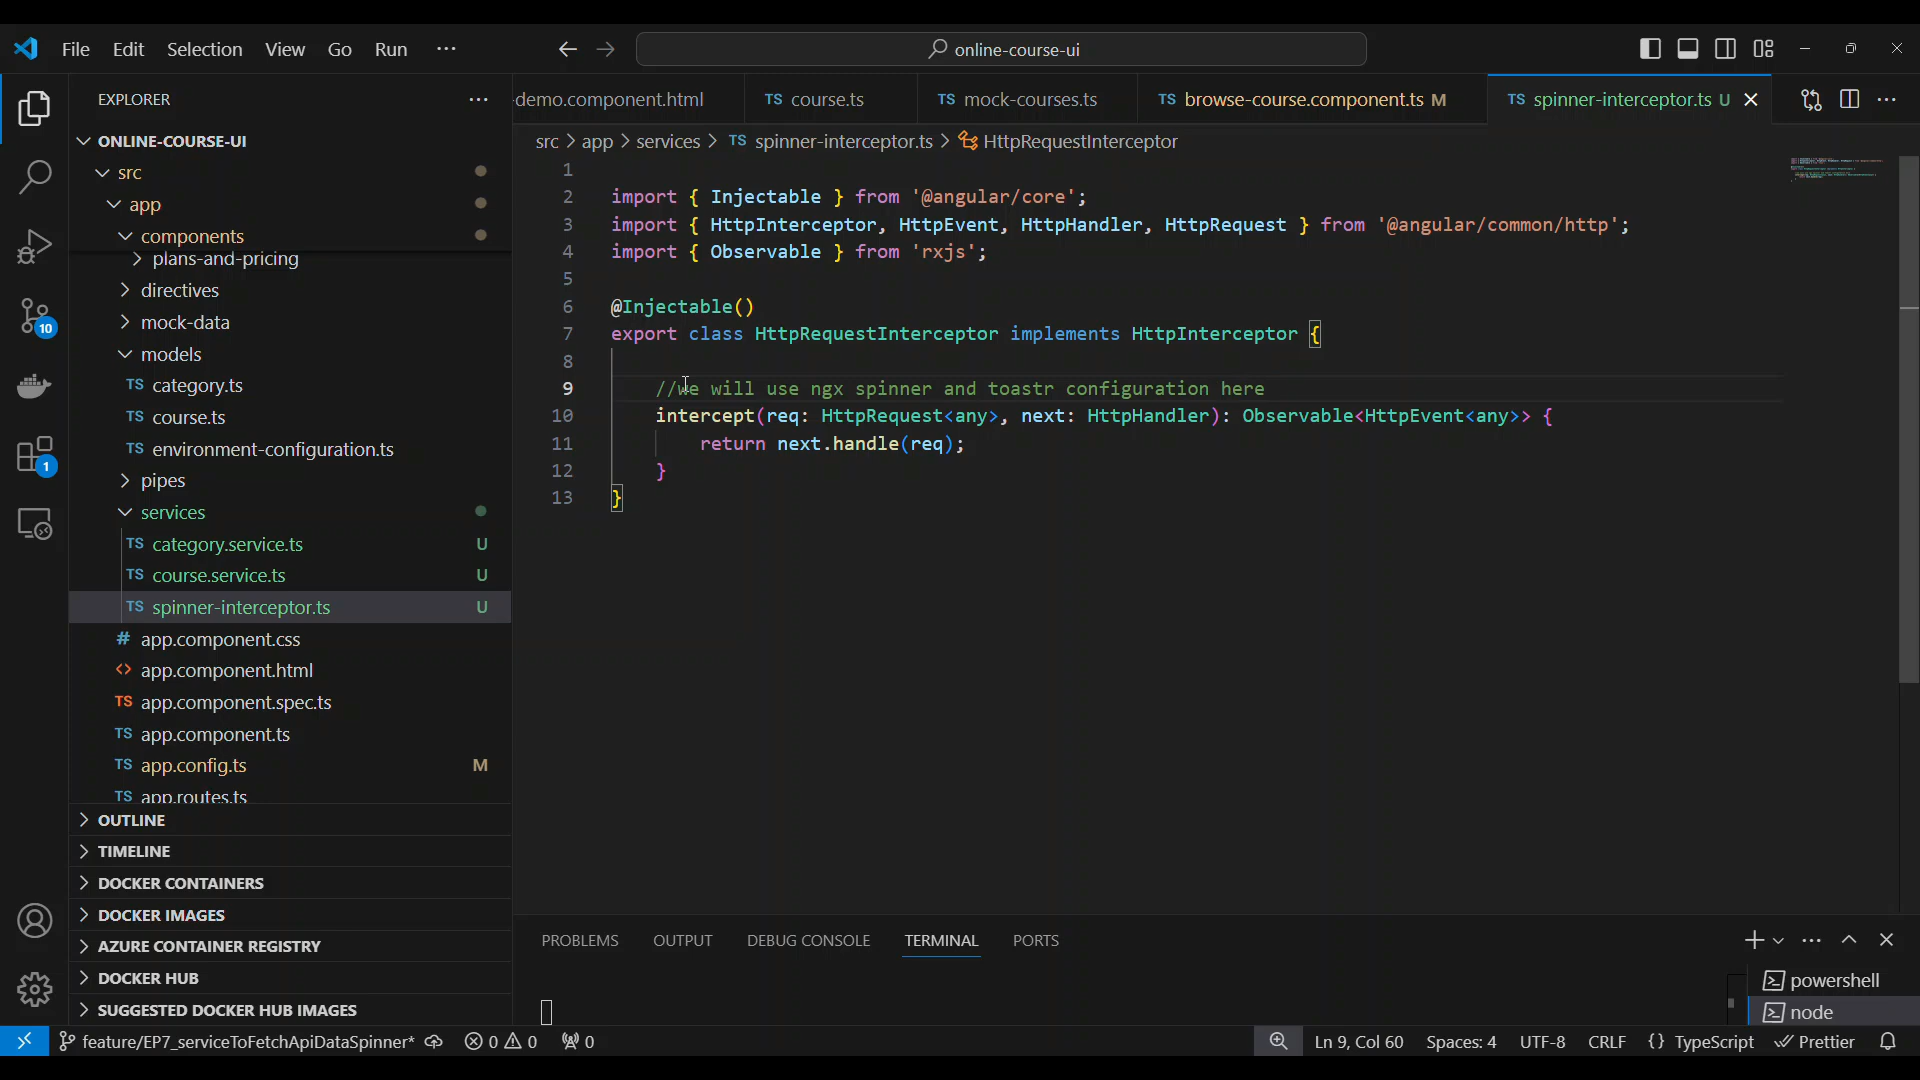 File Edit Selection View Go Run ···
online-course-ui
EXPLORER
ONLINE-COURSE-UI
src
app
components
plans-and-pricing
directives
mock-data
models
TS category.ts
TS course.ts
TS environment-configuration.ts
pipes
services
TS category.service.ts U
TS course.service.ts U
TS spinner-interceptor.ts U
# app.component.css
<> app.component.html
TS app.component.spec.ts
TS app.component.ts
TS app.config.ts M
TS app.routes.ts
OUTLINE
TIMELINE
DOCKER CONTAINERS
DOCKER IMAGES
AZURE CONTAINER REGISTRY
DOCKER HUB
SUGGESTED DOCKER HUB IMAGES
10
1
demo.component.html TS course.ts TS mock-courses.ts TS browse-course.component.ts M TS spinner-interceptor.ts U
src > app > services > TS spinner-interceptor.ts > HttpRequestInterceptor
1
2 import { Injectable } from '@angular/core';
3 import { HttpInterceptor, HttpEvent, HttpHandler, HttpRequest } from '@angular/common/http';
4 import { Observable } from 'rxjs';
5
6 @Injectable()
7 export class HttpRequestInterceptor implements HttpInterceptor {
8
9 //we will use ngx spinner and toastr configuration here
10 intercept(req: HttpRequest<any>, next: HttpHandler): Observable<HttpEvent<any>> {
11 return next.handle(req);
12 }
13 }
PROBLEMS OUTPUT DEBUG CONSOLE TERMINAL PORTS
powershell
node
feature/EP7_serviceToFetchApiDataSpinner* 0 0 0 Ln 9, Col 60 Spaces: 4 UTF-8 CRLF {} TypeScript Prettier